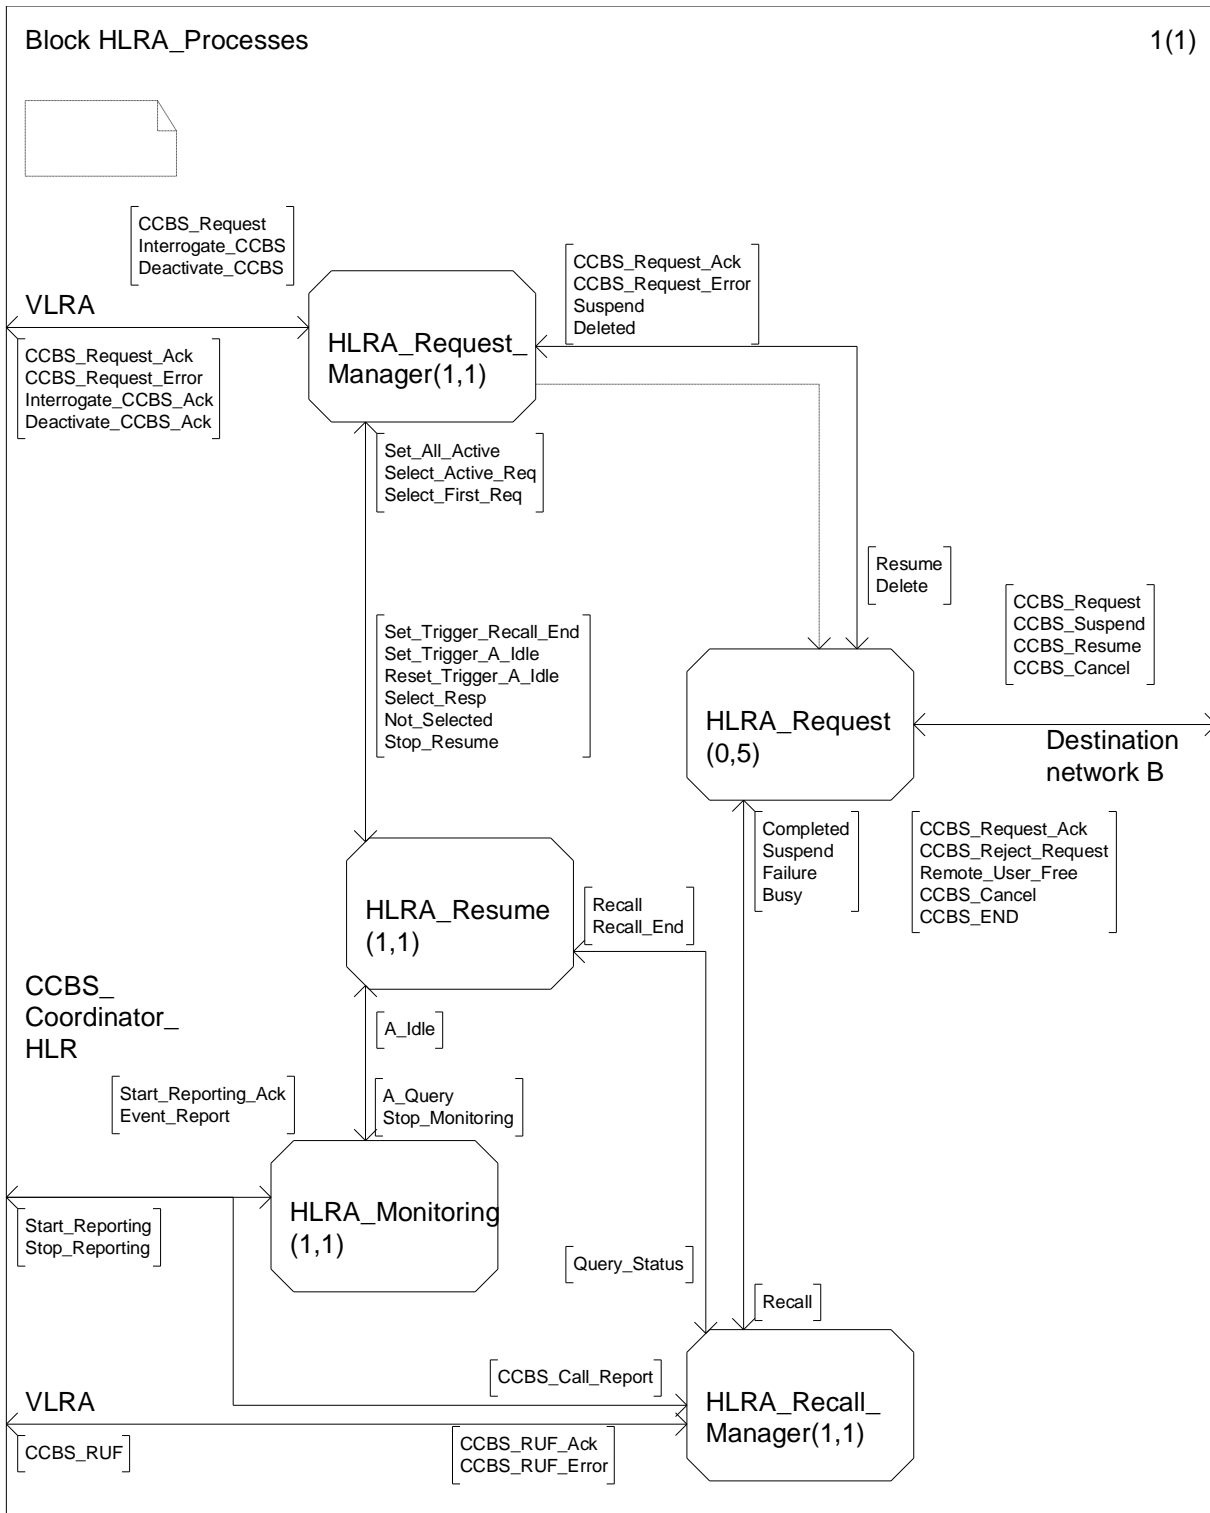 Block HLRA_Processes
1(1)
CCBS_Request
Interrogate_CCBS
Deactivate_CCBS
VLRA
CCBS_Request_Ack
CCBS_Request_Error
Interrogate_CCBS_Ack
Deactivate_CCBS_Ack
HLRA_Request_
Manager(1,1)
CCBS_Request_Ack
CCBS_Request_Error
Suspend
Deleted
Set_All_Active
Select_Active_Req
Select_First_Req
Resume
Delete
CCBS_Request
CCBS_Suspend
CCBS_Resume
CCBS_Cancel
Set_Trigger_Recall_End
Set_Trigger_A_Idle
Reset_Trigger_A_Idle
Select_Resp
Not_Selected
Stop_Resume
HLRA_Request
(0,5)
Destination
network B
Completed
Suspend
Failure
Busy
CCBS_Request_Ack
CCBS_Reject_Request
Remote_User_Free
CCBS_Cancel
CCBS_END
HLRA_Resume
(1,1)
Recall
Recall_End
CCBS_
Coordinator_
HLR
A_Idle
Start_Reporting_Ack
Event_Report
A_Query
Stop_Monitoring
HLRA_Monitoring
(1,1)
Start_Reporting
Stop_Reporting
Query_Status
Recall
CCBS_Call_Report
VLRA
CCBS_RUF
CCBS_RUF_Ack
CCBS_RUF_Error
HLRA_Recall_
Manager(1,1)